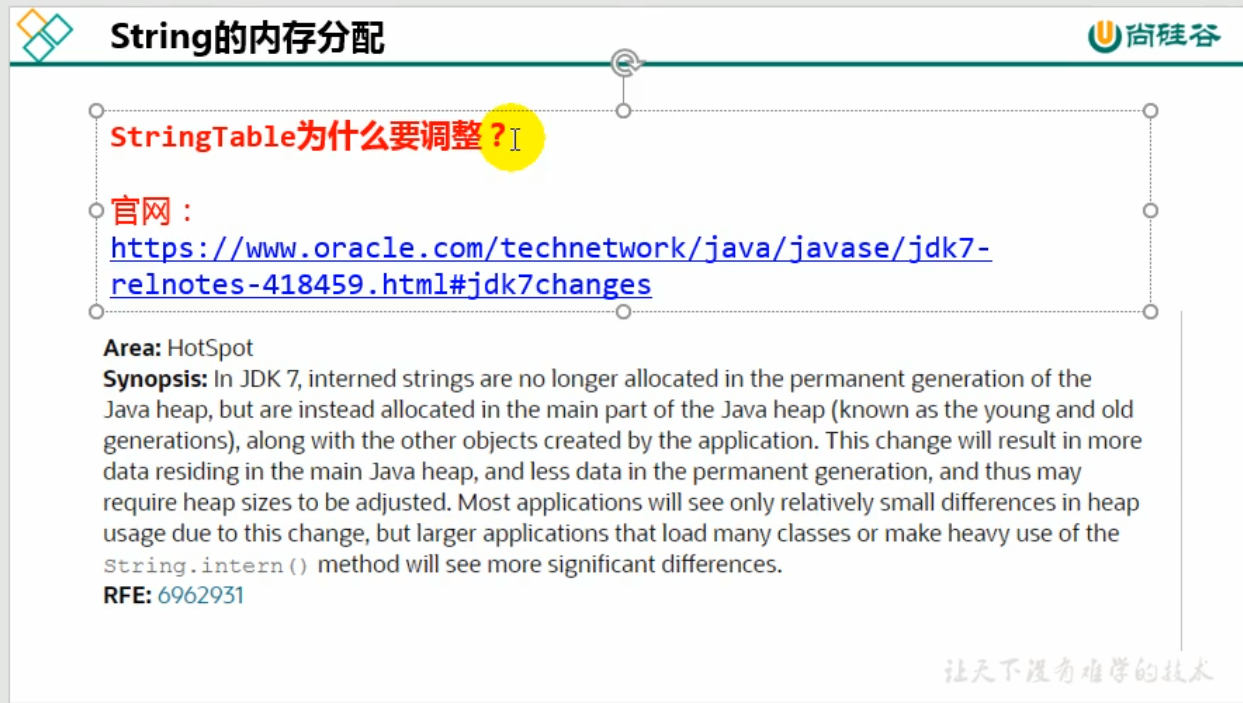 String的内存分配
尚硅谷
StringTable为什么要调整？
官网：
https://www.oracle.com/technetwork/java/javase/jdk7-
relnotes-418459.html#jdk7changes
Area: HotSpot
Synopsis: In JDK 7, interned strings are no longer allocated in the permanent generation of the
Java heap, but are instead allocated in the main part of the Java heap (known as the young and old
generations), along with the other objects created by the application. This change will result in more
data residing in the main Java heap, and less data in the permanent generation, and thus may
require heap sizes to be adjusted. Most applications will see only relatively small differences in heap
usage due to this change, but larger applications that load many classes or make heavy use of the
String.intern() method will see more significant differences.
RFE: 6962931
让天下没有难学的技术